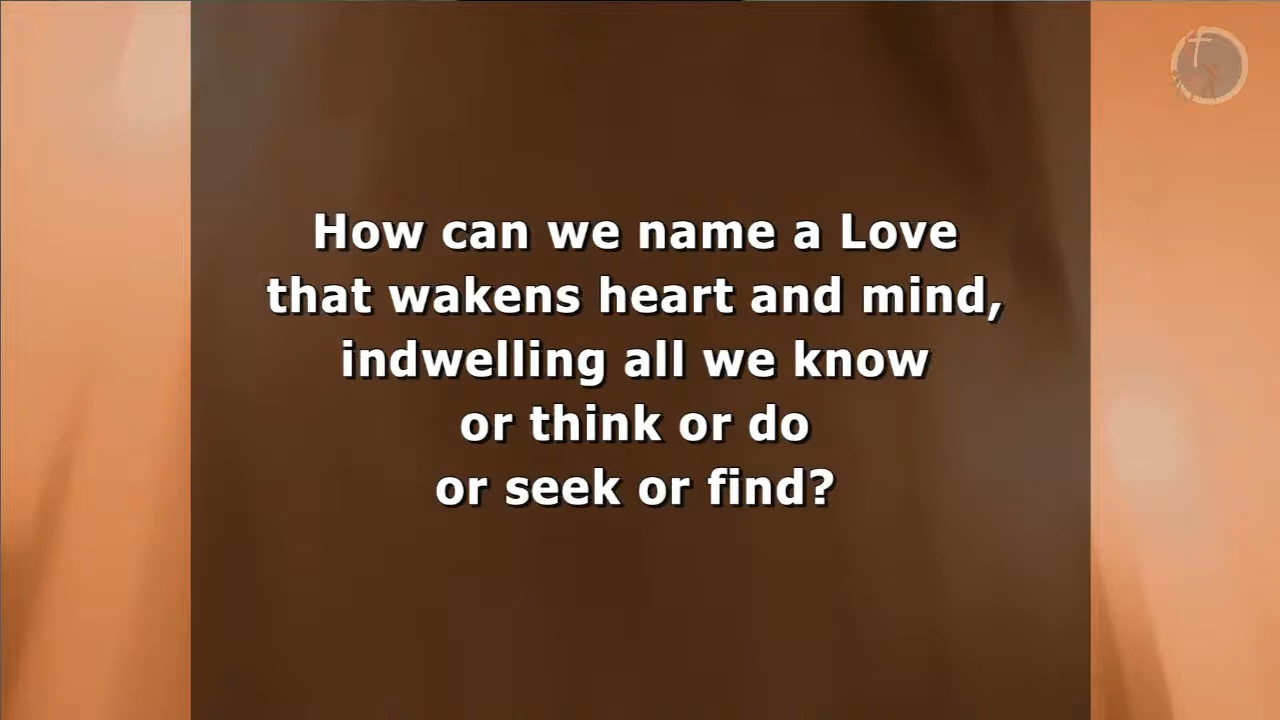 How can we name a Love
that wakens heart and mind,
indwelling all we know
or think or do
or seek or find?